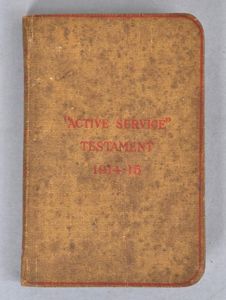 "ACTIVE SERVICE"
TESTAMENT
1914-15